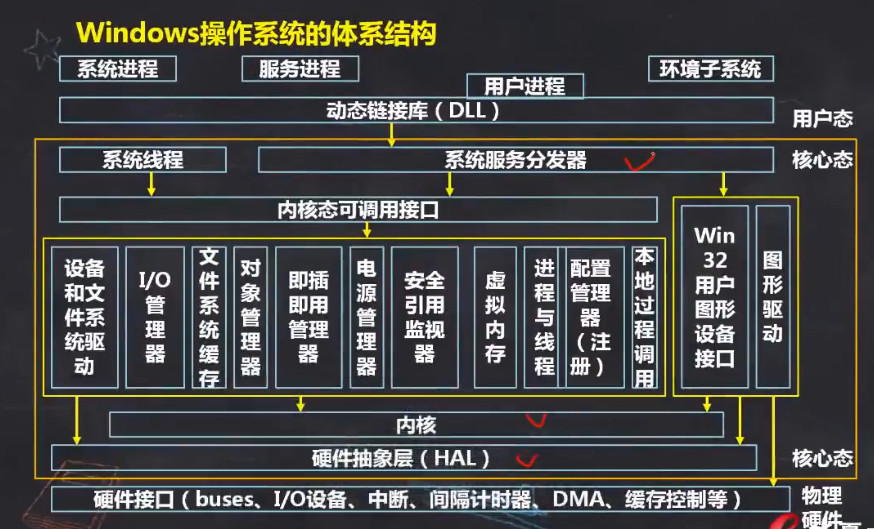 Windows操作系统的体系结构
系统进程
服务进程
用户进程
环境子系统
动态链接库（DLL）
用户态
系统线程
系统服务分发器
核心态
内核态可调用接口
设备
和文
件系
统驱
动
I/O
管
理
器
文
件
系
统
缓
存
对
象
管
理
器
即插
即用
管理
器
电
源
管
理
器
安全
引用
监视
器
虚
拟
内
存
进
程
与
线
程
配置
管理
器
（注
册）
本
地
过
程
调
用
Win
32
用户
图形
设备
接口
图
形
驱
动
内核
硬件抽象层（HAL）
核心态
硬件接口（buses、I/O设备、中断、间隔计时器、DMA、缓存控制等）
物理
硬件